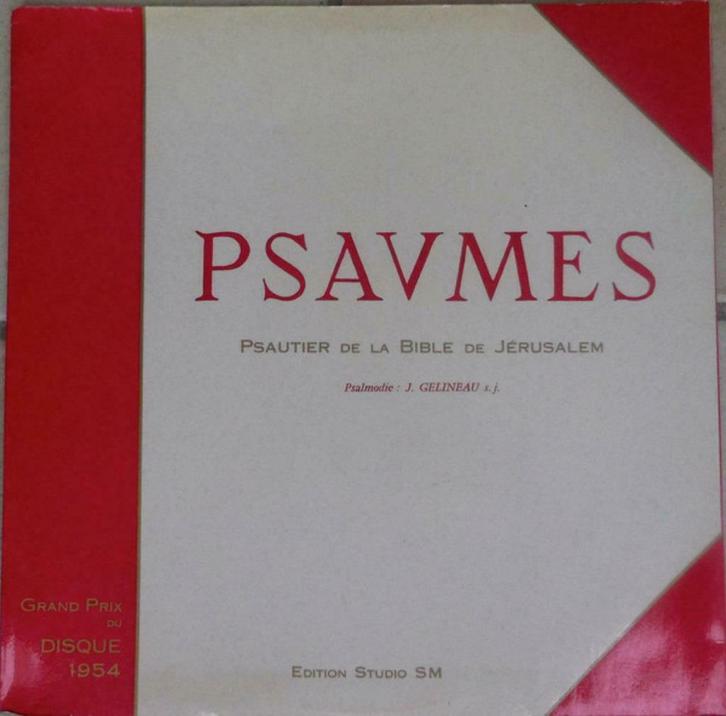 PSAVMES
PSAUTIER DE LA BIBLE DE JÉRUSALEM
Psalmodie : J. GELINEAU s. j.
GRAND PRIX
DU
DISQUE
1954
EDITION STUDIO SM